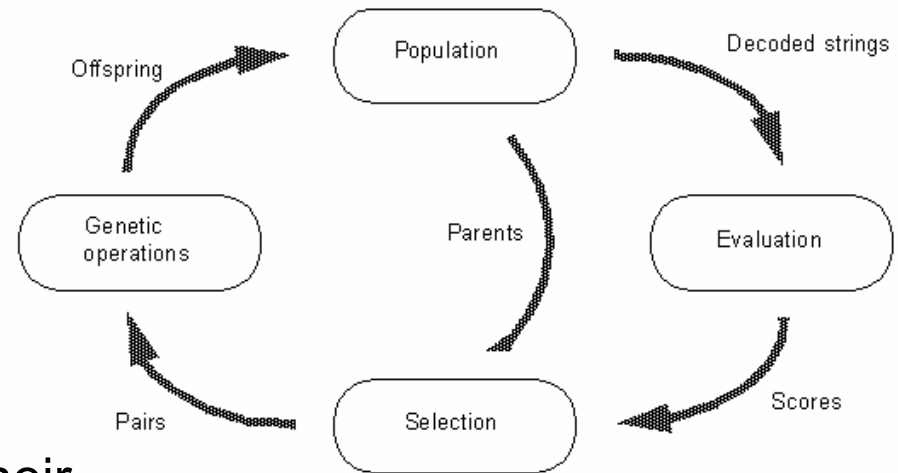 Population
Decoded strings
Offspring
Genetic
operations
Parents
Evaluation
Selection
Pairs
Scores